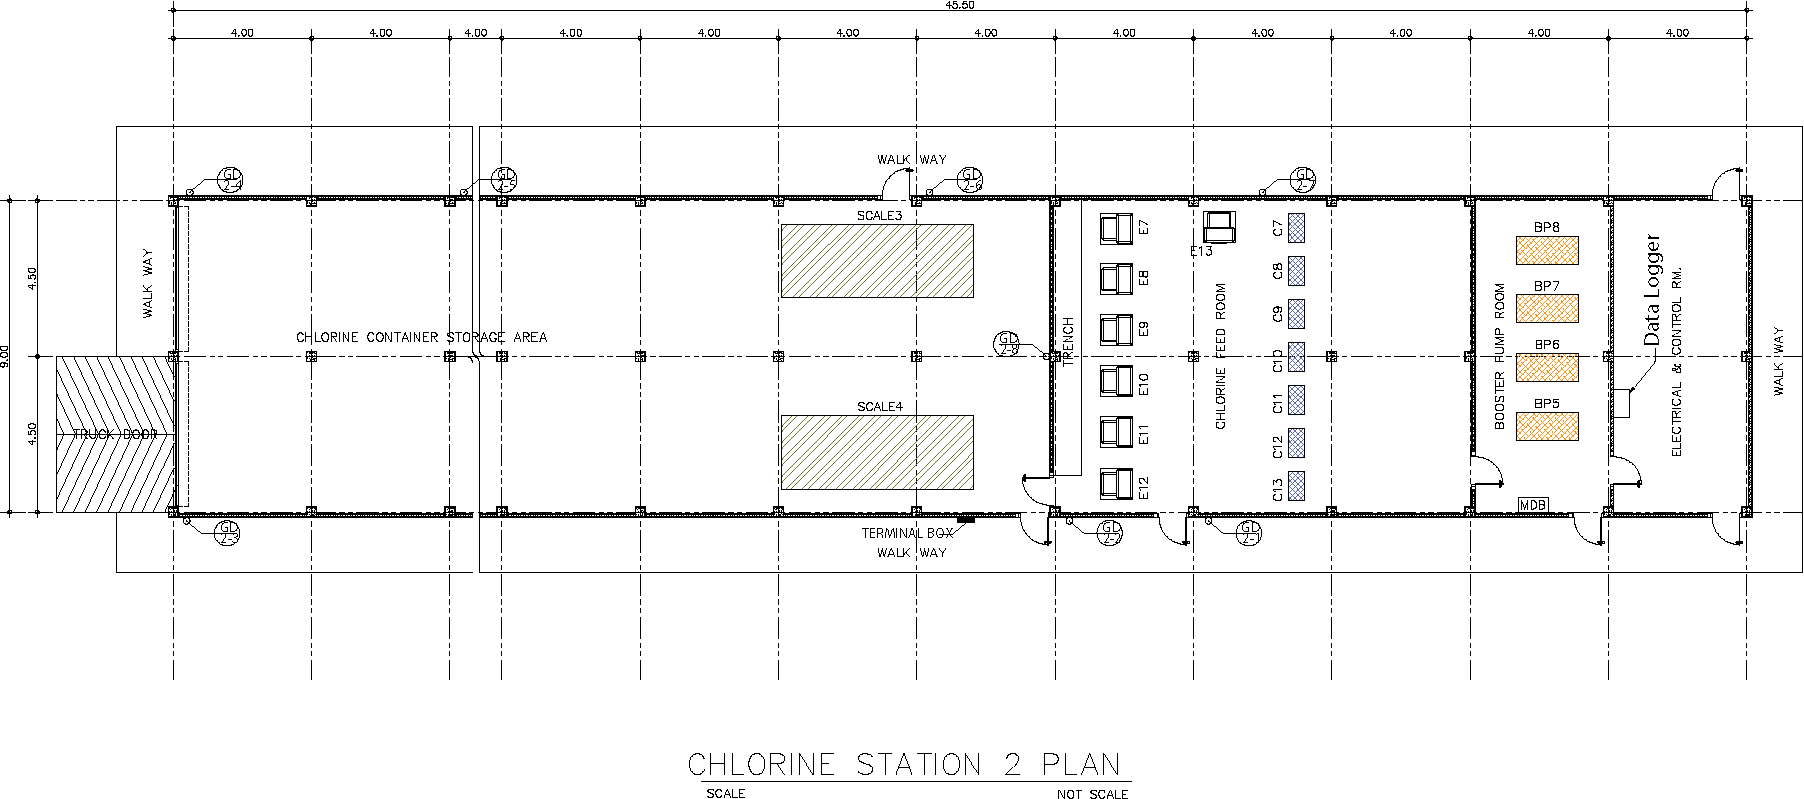 45.50
4.00 4.00 4.00 4.00 4.00 4.00 4.00 4.00 4.00 4.00 4.00 4.00
WALK WAY
GD 2-4
GD 2-5
GD 2-6
GD 2-7
SCALE3
E7
E8
E9
E10
E11
E12
E13
C7
C8
C9
C10
C11
C12
C13
BP8
BP7
BP6
BP5
Data Logger
ELECTRICAL & CONTROL RM.
BOOSTER PUMP ROOM
CHLORINE FEED ROOM
TRENCH
GD 2-8
CHLORINE CONTAINER STORAGE AREA
WALK WAY
WALK WAY
4.50
9.00
4.50
TRUCK DOOR
SCALE4
MDB
GD 2-3
TERMINAL BOX
WALK WAY
GD 2-2
GD 2-1
CHLORINE STATION 2 PLAN
SCALE NOT SCALE